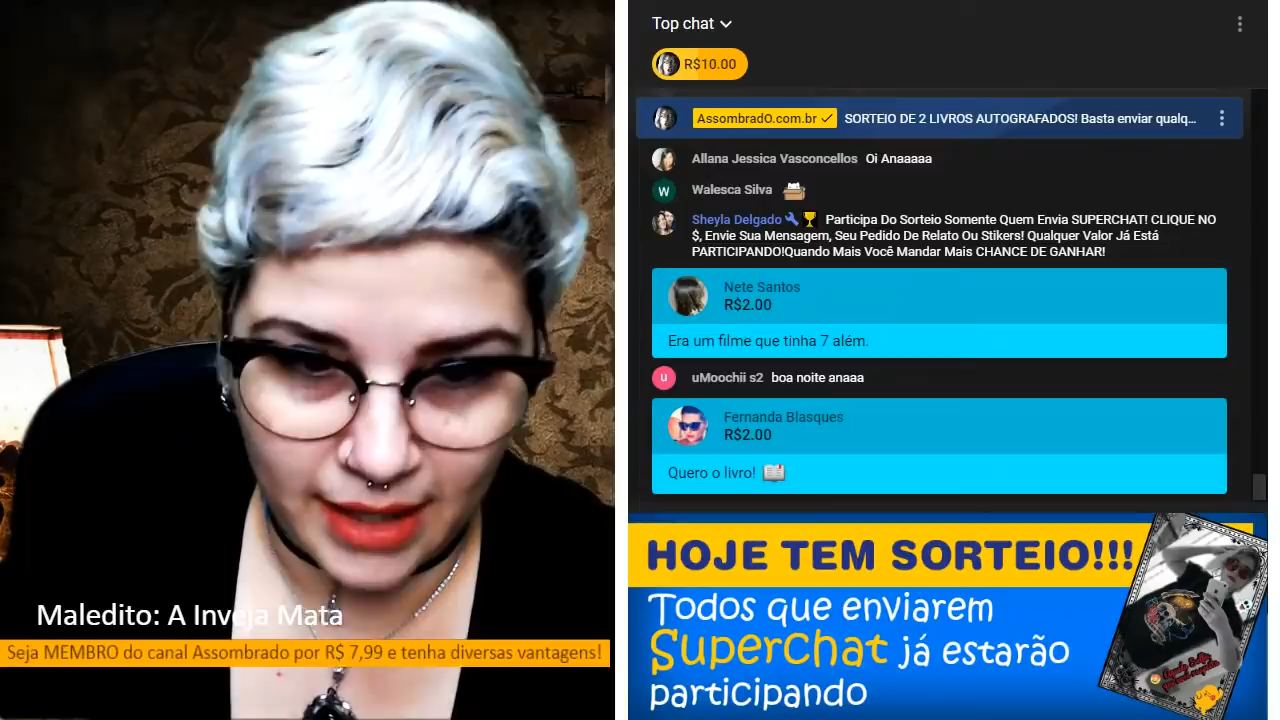 Maledito: A Inveja Mata
Seja MEMBRO do canal Assombrado por R$ 7,99 e tenha diversas vantagens!
Top chat
R$10.00
AssombradO.com.br SORTEIO DE 2 LIVROS AUTOGRAFADOS! Basta enviar qualq...
Allana Jessica Vasconcellos Oi Anaaaaa
W Walesca Silva
Sheyla Delgado Participa Do Sorteio Somente Quem Envia SUPERCHAT! CLIQUE NO
$, Envie Sua Mensagem, Seu Pedido De Relato Ou Stikers! Qualquer Valor Já Está
PARTICIPANDO!Quando Mais Você Mandar Mais CHANCE DE GANHAR!
Nete Santos
R$2.00
Era um filme que tinha 7 além.
u uMoochii s2 boa noite anaaa
Fernanda Blasques
R$2.00
Quero o livro!
HOJE TEM SORTEIO!!!
Todos que enviarem
Superchat já estarão
participando